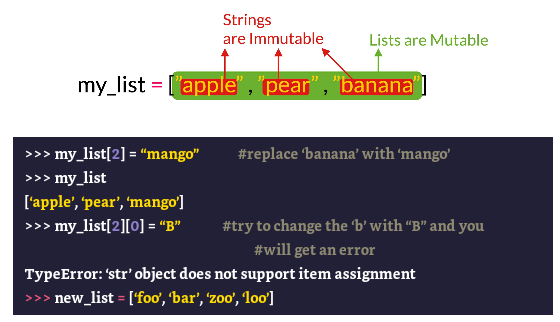 Strings
are Immutable
Lists are Mutable
my_list = ["apple” , ”pear” , ”banana”]
>>> my_list[2] = “mango” #replace ‘banana’ with ‘mango’
>>> my_list
[‘apple’, ‘pear’, ‘mango’]
>>> my_list[2][0] = “B” #try to change the ‘b’ with “B” and you
#will get an error
TypeError: ‘str’ object does not support item assignment
>>> new_list = [‘foo’, ‘bar’, ‘zoo’, ‘loo’]